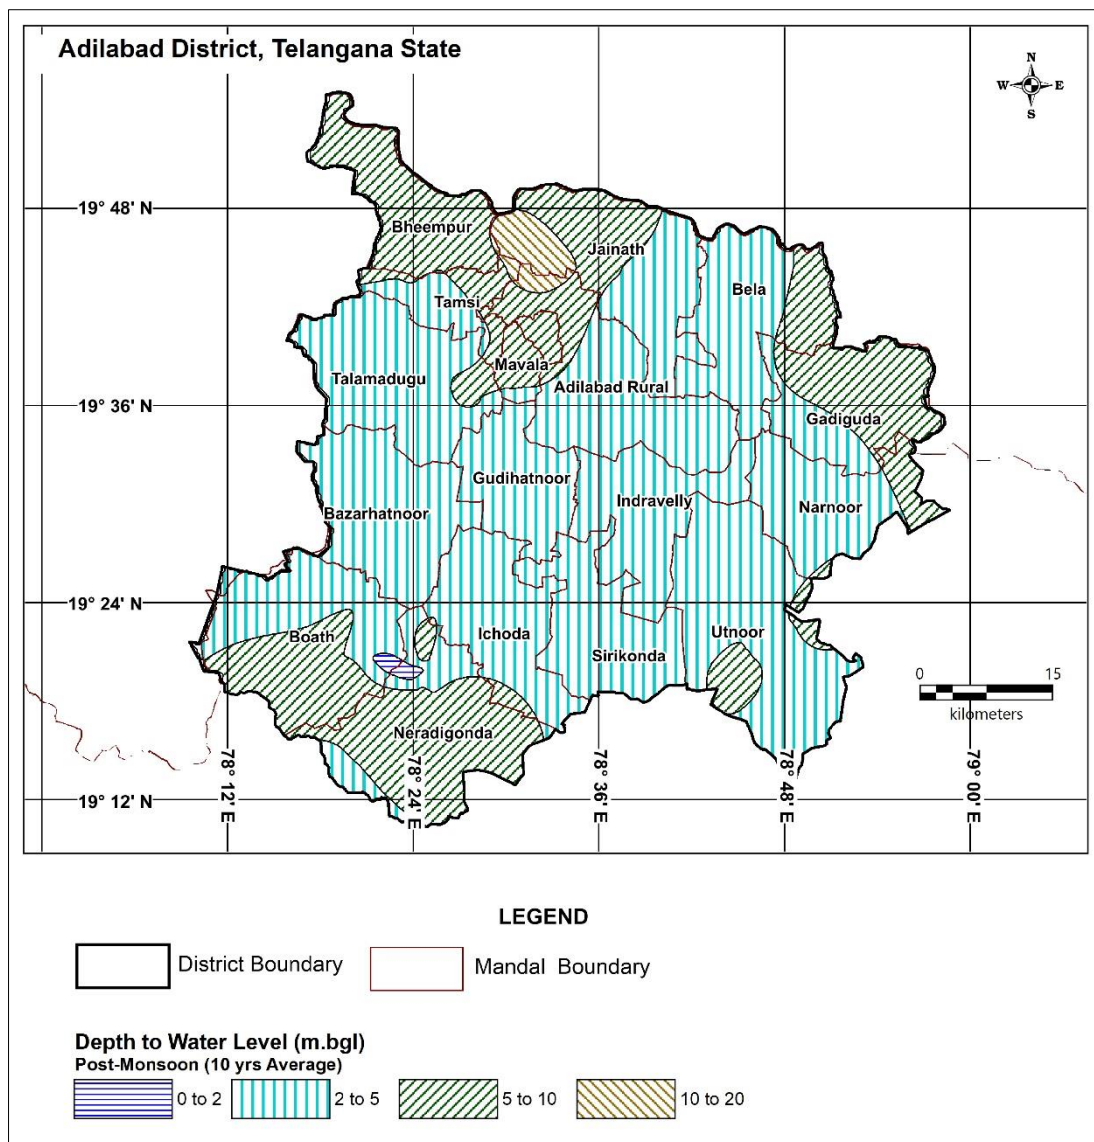 Adilabad District, Telangana State
N
W E
S
19° 48' N
19° 36' N
19° 24' N
19° 12' N
Bheempur
Jainath
Bela
Tamsi
Mavala
Talamadugu
Adilabad Rural
Gadiguda
Gudihatnoor
Indravelly
Narnoor
Bazarhatnoor
Boath
Ichoda
Utnoor
Sirikonda
Neradigonda
0 15
kilometers
78° 12' E
78° 24' E
78° 36' E
78° 48' E
79° 00' E
LEGEND
District Boundary
Mandal Boundary
Depth to Water Level (m.bgl)
Post-Monsoon (10 yrs Average)
0 to 2
2 to 5
5 to 10
10 to 20